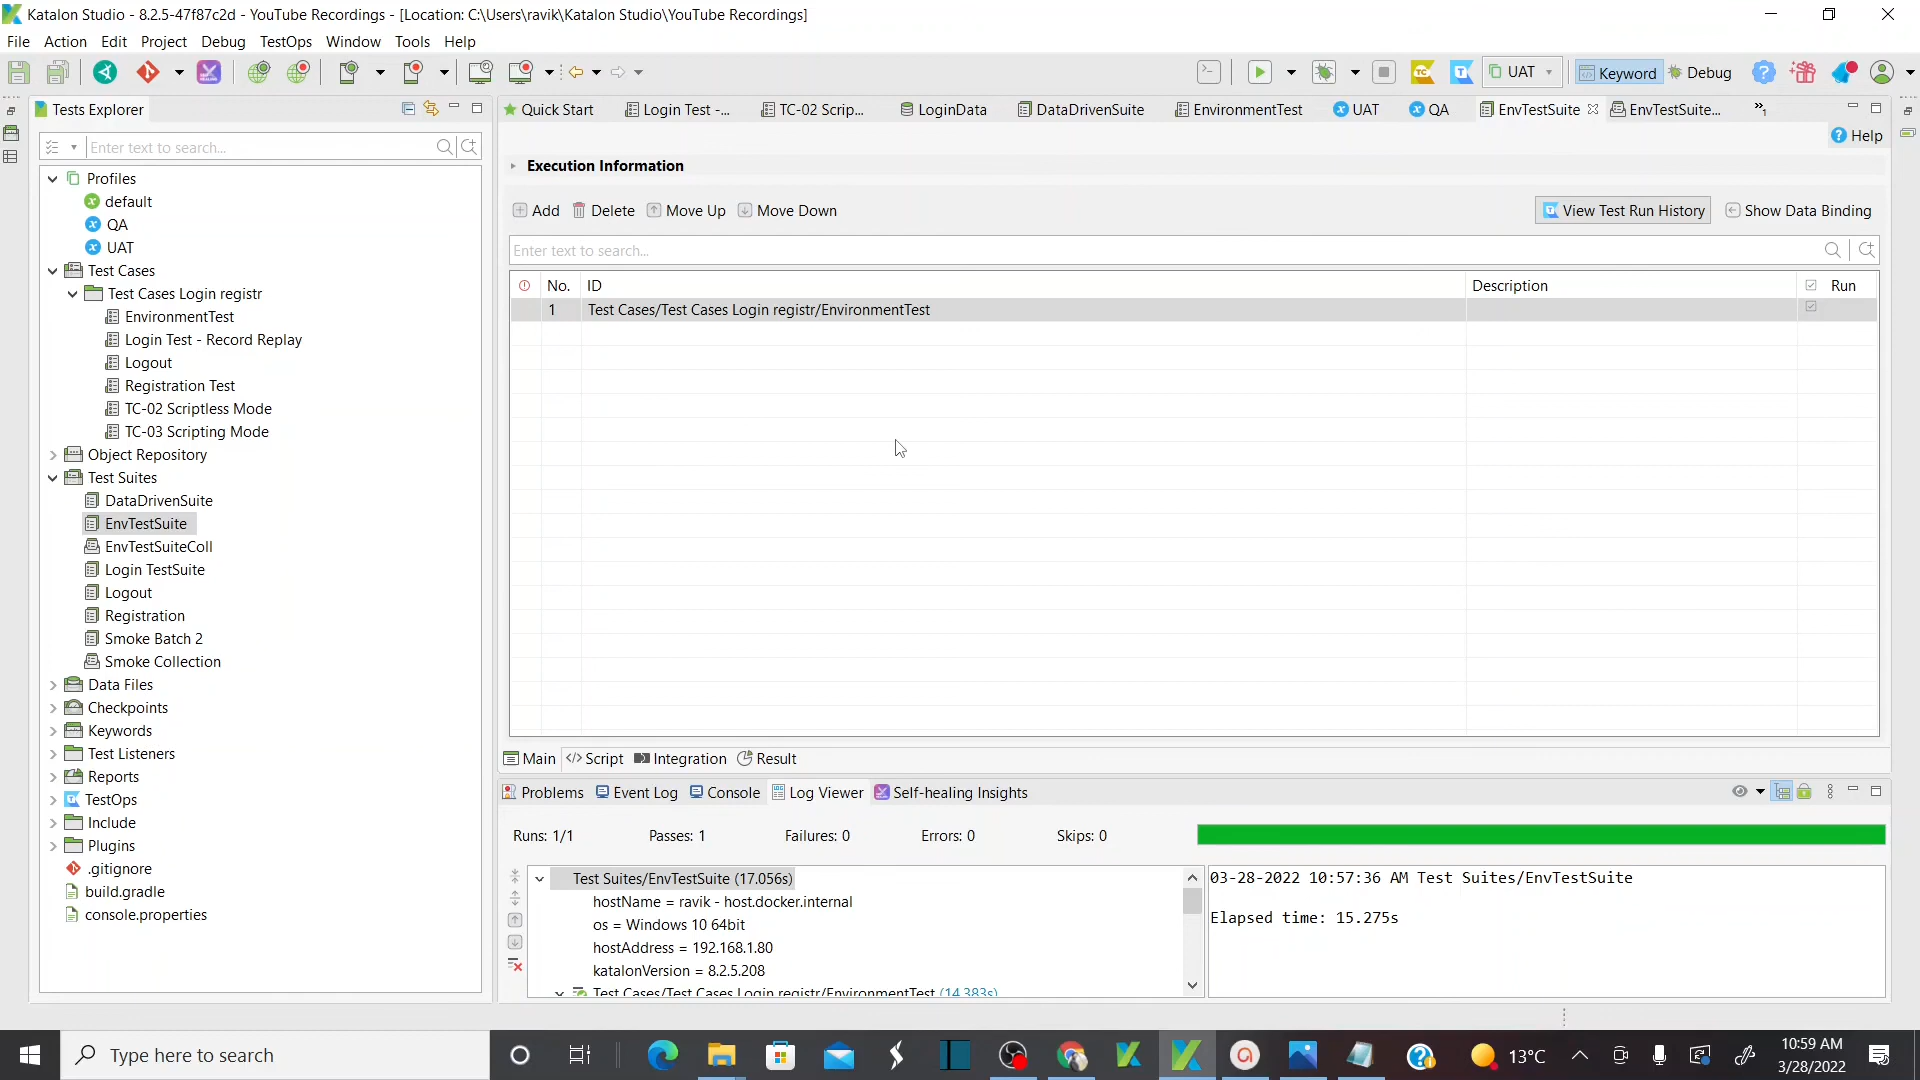 Katalon Studio - 8.2.5-47f87c2d - YouTube Recordings - [Location: C:\Users\ravik\Katalon Studio\YouTube Recordings]
File Action Edit Project Debug TestOps Window Tools Help
UAT Keyword Debug
Tests Explorer
Quick Start Login Test -... TC-02 Scrip... LoginData DataDrivenSuite EnvironmentTest UAT QA EnvTestSuite EnvTestSuite... »1
Help
Enter text to search...
Profiles
default
QA
UAT
Test Cases
Test Cases Login registr
EnvironmentTest
Login Test - Record Replay
Logout
Registration Test
TC-02 Scriptless Mode
TC-03 Scripting Mode
Object Repository
Test Suites
DataDrivenSuite
EnvTestSuite
EnvTestSuiteColl
Login TestSuite
Logout
Registration
Smoke Batch 2
Smoke Collection
Data Files
Checkpoints
Keywords
Test Listeners
Reports
TestOps
Include
Plugins
.gitignore
build.gradle
console.properties
Execution Information
Add Delete Move Up Move Down View Test Run History Show Data Binding
Enter text to search...
No. ID Description Run
1 Test Cases/Test Cases Login registr/EnvironmentTest
Main </> Script Integration Result
Problems Event Log Console Log Viewer Self-healing Insights
Runs: 1/1 Passes: 1 Failures: 0 Errors: 0 Skips: 0
Test Suites/EnvTestSuite (17.056s)
hostName = ravik - host.docker.internal
os = Windows 10 64bit
hostAddress = 192.168.1.80
katalonVersion = 8.2.5.208
Test Cases/Test Cases Login registr/EnvironmentTest (14.383s)
03-28-2022 10:57:36 AM Test Suites/EnvTestSuite
Elapsed time: 15.275s
Type here to search
13°C
10:59 AM
3/28/2022